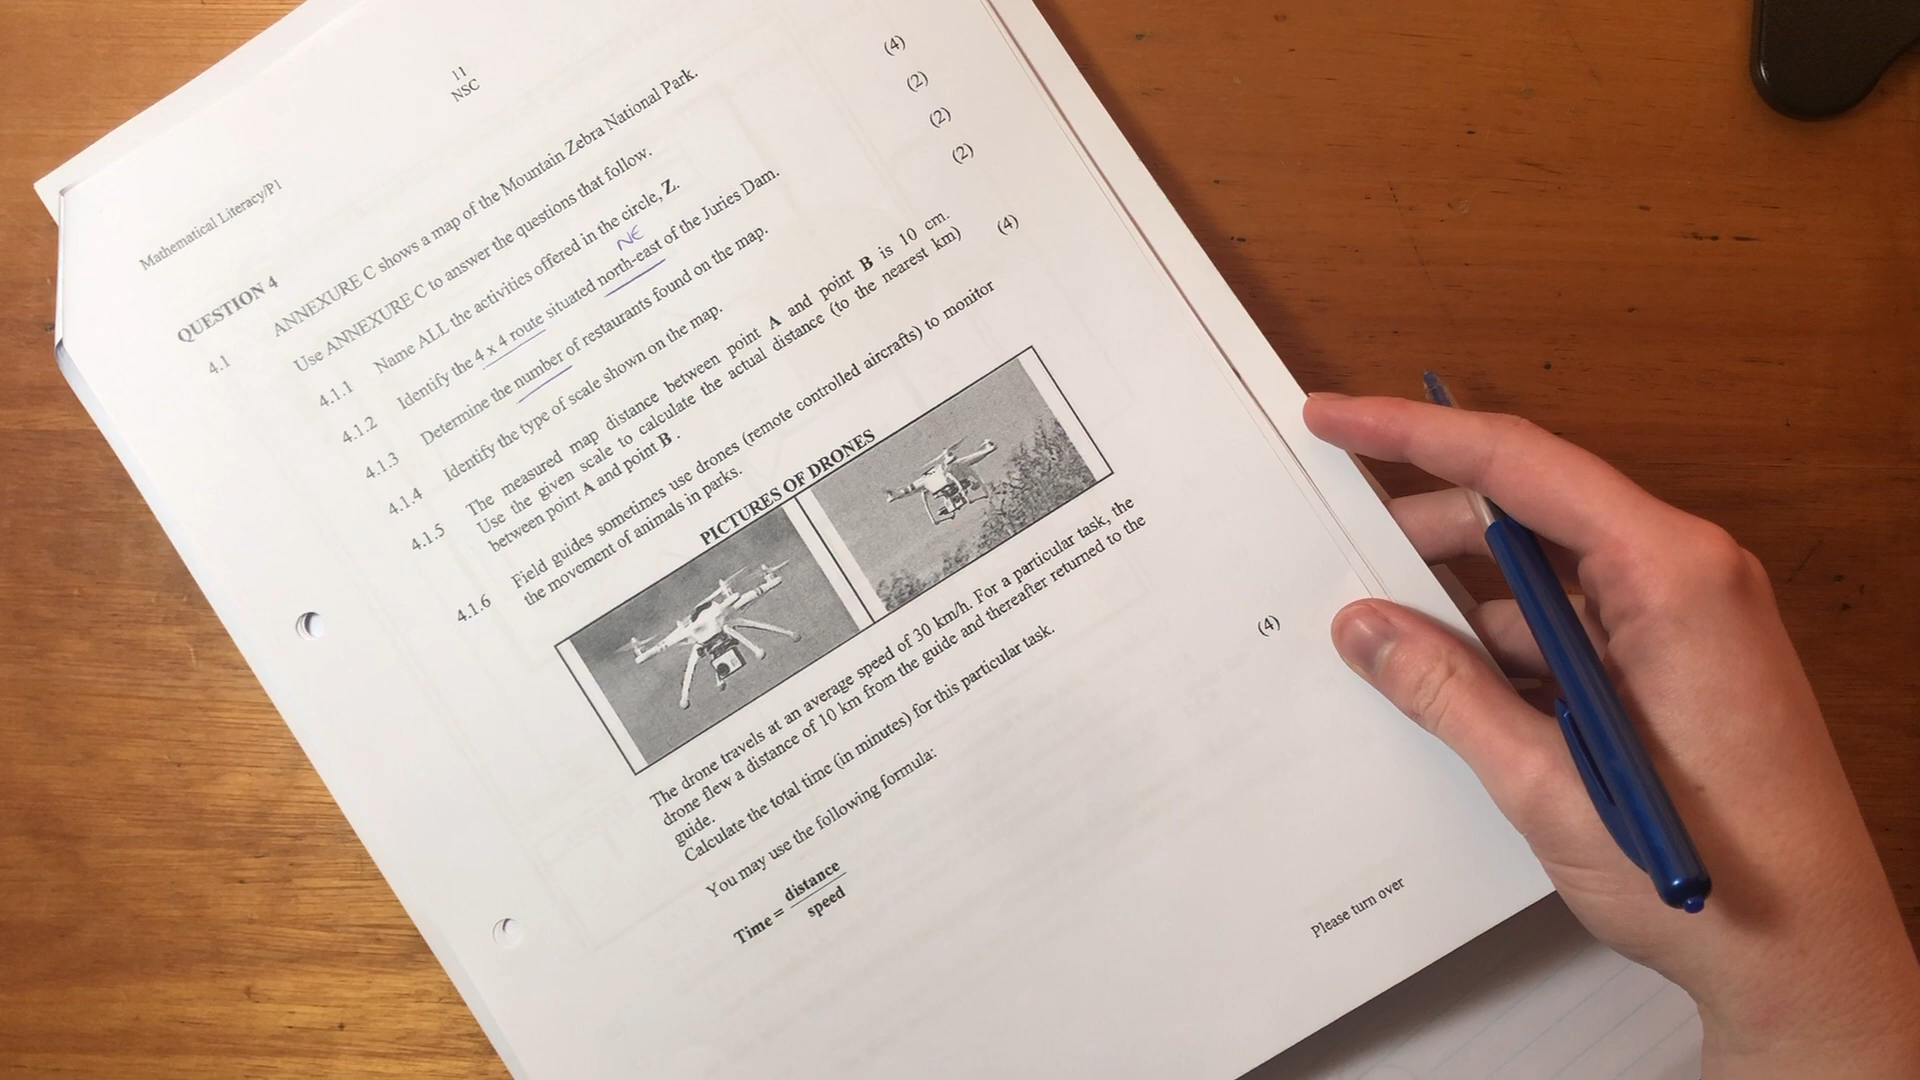 11
NSC
Mathematical Literacy/P1
QUESTION 4
4.1 ANNEXURE C shows a map of the Mountain Zebra National Park.
Use ANNEXURE C to answer the questions that follow.
4.1.1 Name ALL the activities offered in the circle, Z. (4)
NE
4.1.2 Identify the 4 x 4 route situated north-east of the Juries Dam. (2)
4.1.3 Determine the number of restaurants found on the map. (2)
4.1.4 Identify the type of scale shown on the map. (2)
4.1.5 The measured map distance between point A and point B is 10 cm.
Use the given scale to calculate the actual distance (to the nearest km)
between point A and point B . (4)
4.1.6 Field guides sometimes use drones (remote controlled aircrafts) to monitor
the movement of animals in parks.
PICTURES OF DRONES
The drone travels at an average speed of 30 km/h. For a particular task, the
drone flew a distance of 10 km from the guide and thereafter returned to the
guide.
Calculate the total time (in minutes) for this particular task. (4)
You may use the following formula:
Time = distance
speed
Please turn over